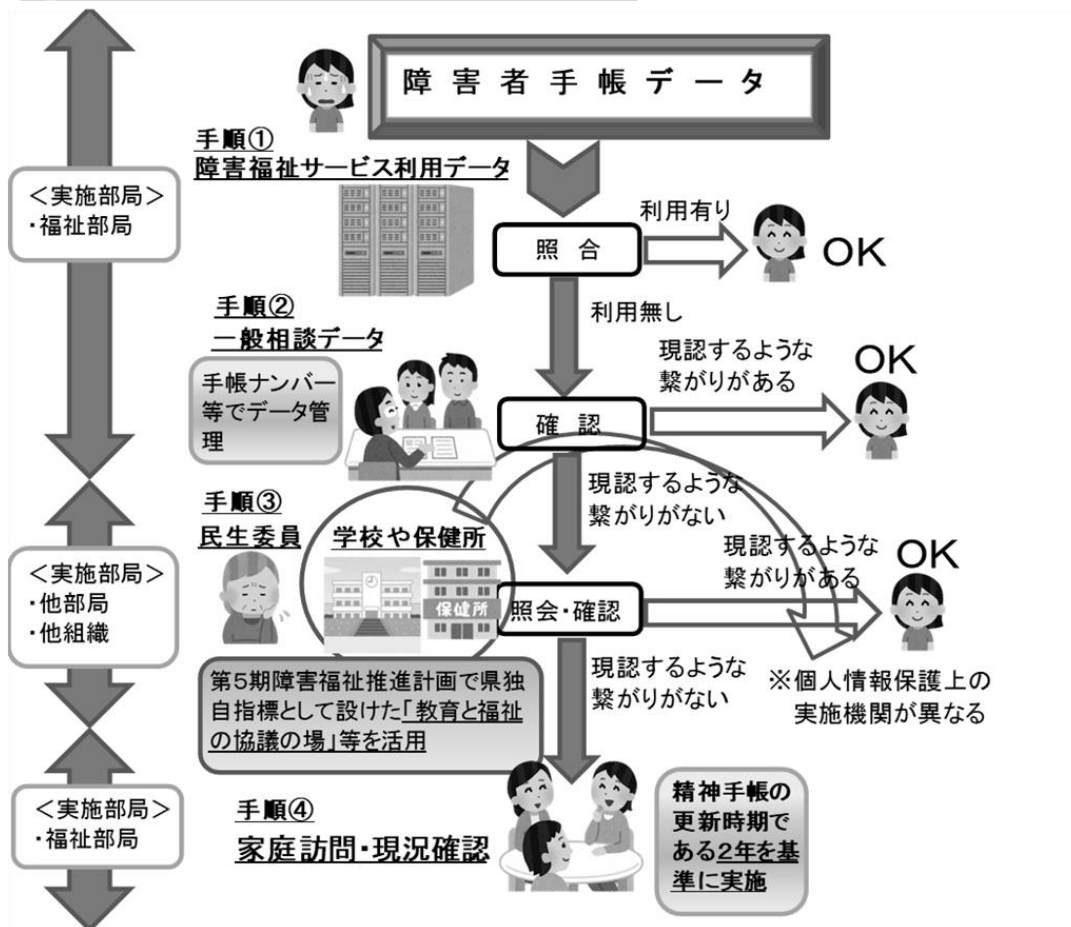 障害者手帳データ
手順①
障害福祉サービス利用データ
＜実施部局＞
・福祉部局
利用有り
照合
OK
手順②
一般相談データ
利用無し
現認するような
繋がりがある
OK
手帳ナンバー
等でデータ管
理
確認
手順③
民生委員
学校や保健所
現認するような
繋がりがない
現認するような
繋がりがある
OK
＜実施部局＞
・他部局
・他組織
保健所
照会・確認
第5期障害福祉推進計画で県独
自指標として設けた「教育と福祉
の協議の場」等を活用
現認するような
繋がりがない
※個人情報保護上の
実施機関が異なる
＜実施部局＞
・福祉部局
手順④
家庭訪問・現況確認
精神手帳の
更新時期で
ある2年を基
準に実施